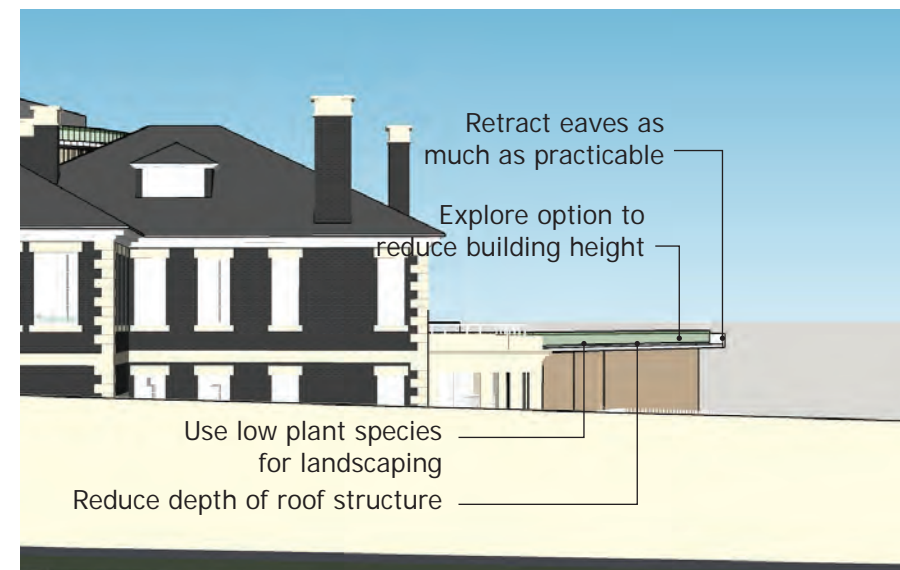 Retract eaves as
much as practicable
Explore option to
reduce building height
Use low plant species
for landscaping
Reduce depth of roof structure